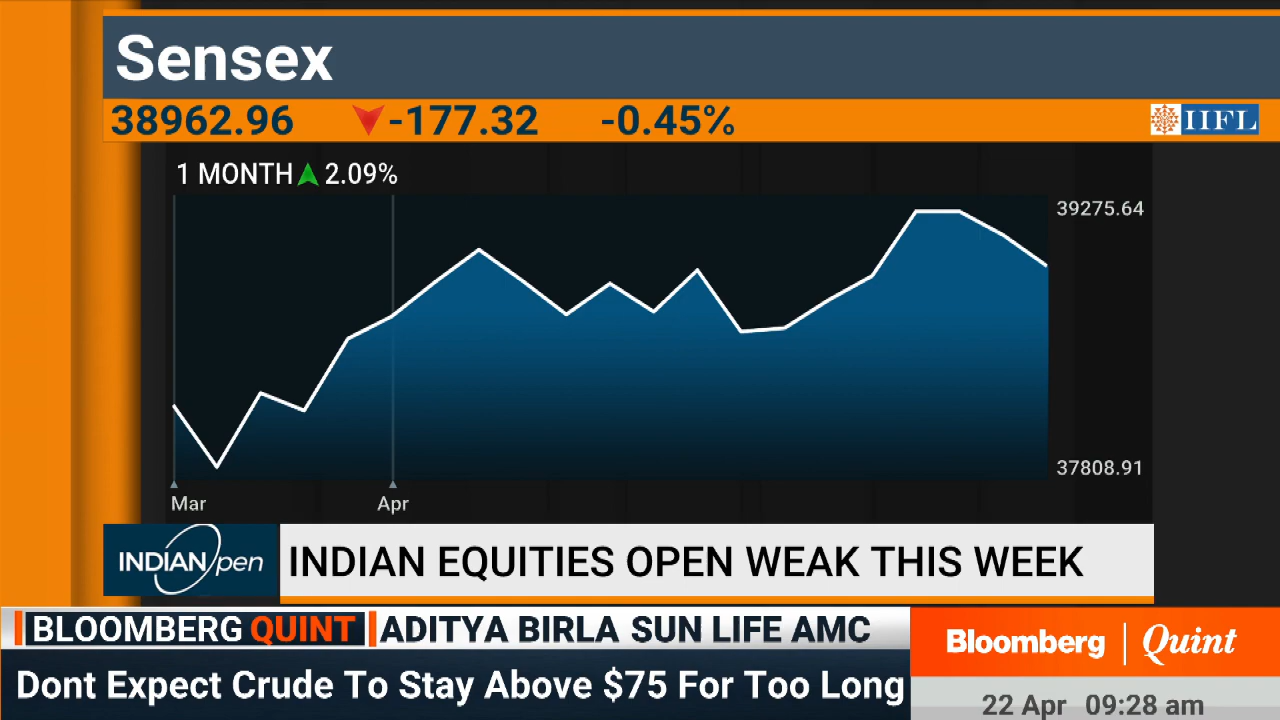 Sensex
38962.96 -177.32 -0.45%
IIFL
1 MONTH 2.09%
39275.64
37808.91
Mar Apr
INDIAN Open
INDIAN EQUITIES OPEN WEAK THIS WEEK
BLOOMBERG QUINT ADITYA BIRLA SUN LIFE AMC
Dont Expect Crude To Stay Above $75 For Too Long
Bloomberg | Quint
22 Apr 09:28 am